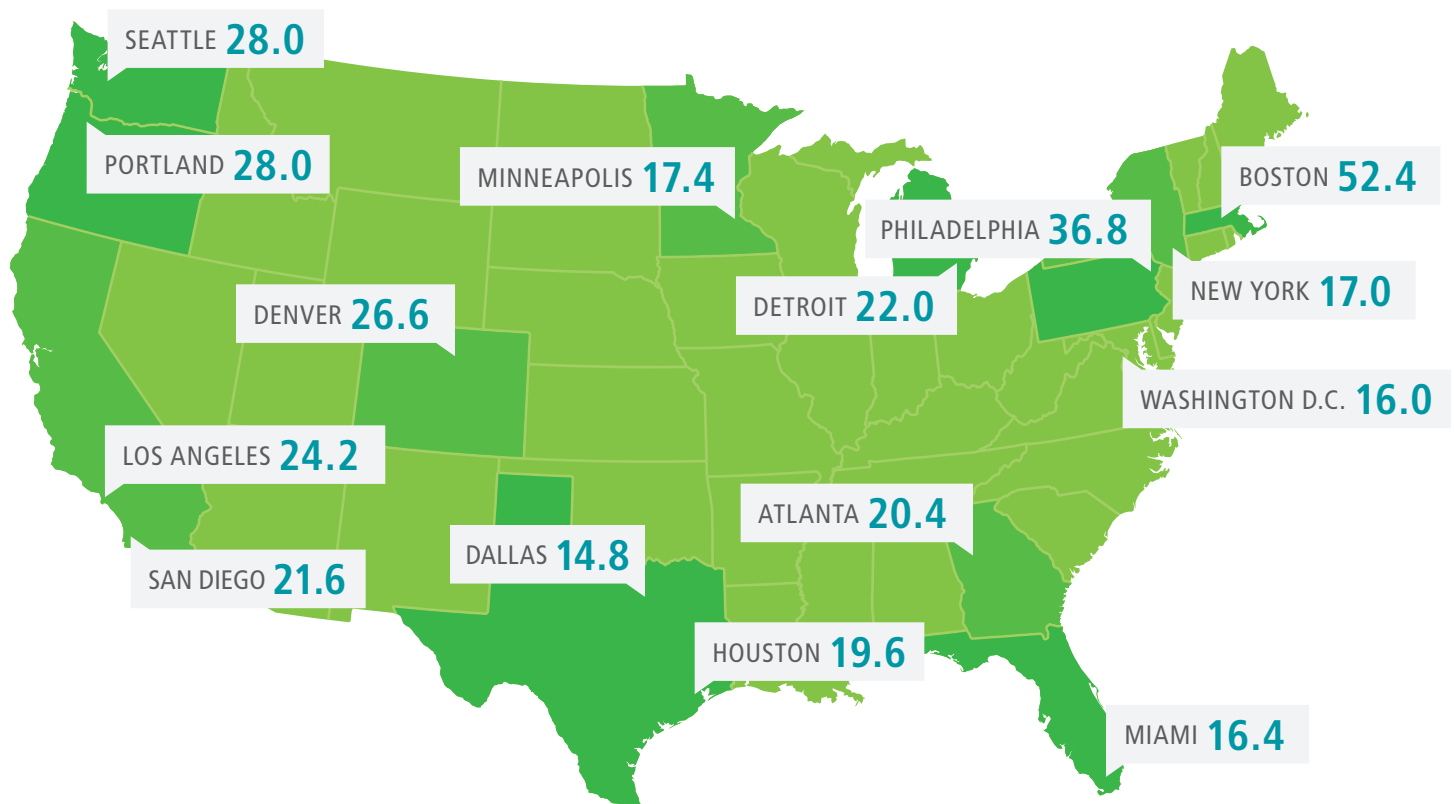 SEATTLE 28.0
PORTLAND 28.0
MINNEAPOLIS 17.4
BOSTON 52.4
PHILADELPHIA 36.8
DENVER 26.6
DETROIT 22.0
NEW YORK 17.0
WASHINGTON D.C. 16.0
LOS ANGELES 24.2
ATLANTA 20.4
DALLAS 14.8
SAN DIEGO 21.6
HOUSTON 19.6
MIAMI 16.4